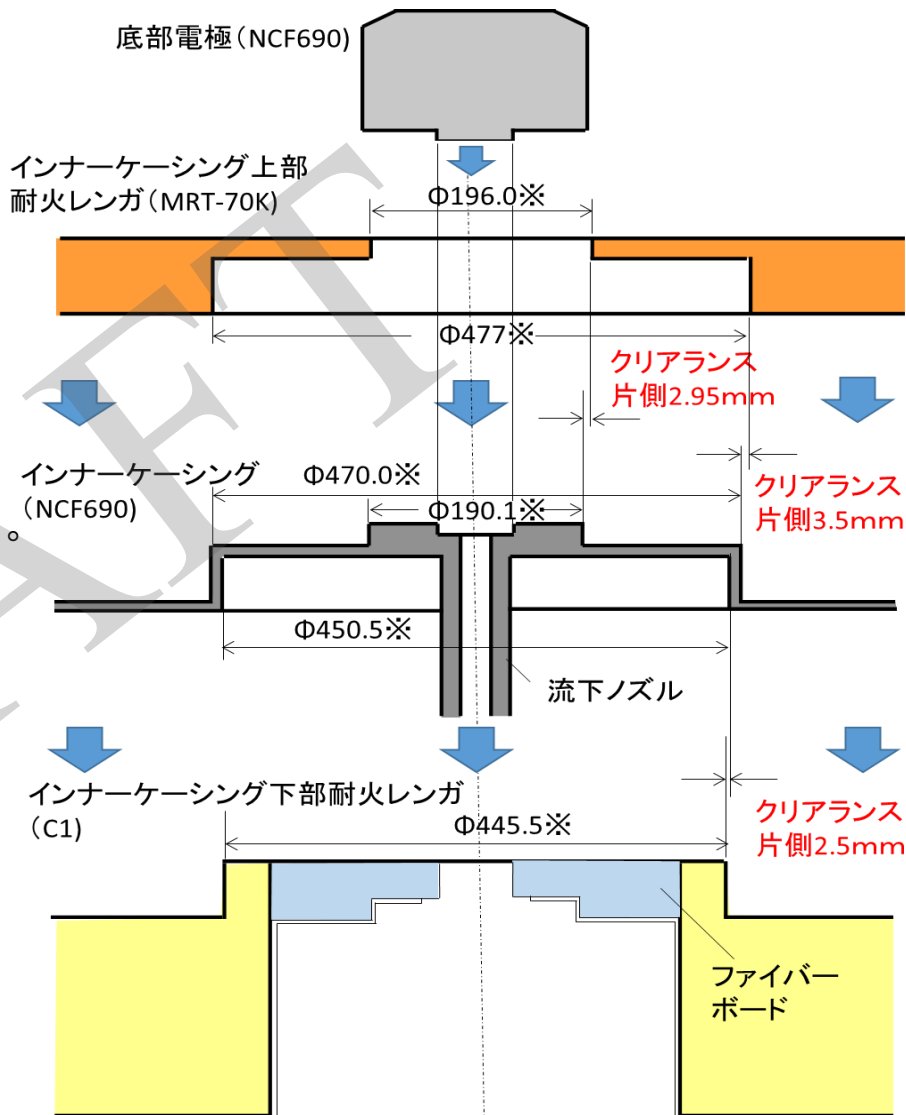 底部電極(NCF690)
インナーケーシング上部
耐火レンガ(MRT-70K)
Φ196.0※
Φ477※
クリアランス
片側2.95mm
インナーケーシング
(NCF690)
。
Φ470.0※
Φ190.1※
クリアランス
片側3.5mm
Φ450.5※
流下ノズル
インナーケーシング下部耐火レンガ
(C1)
Φ445.5※
クリアランス
片側2.5mm
ファイバー
ボード
AFT